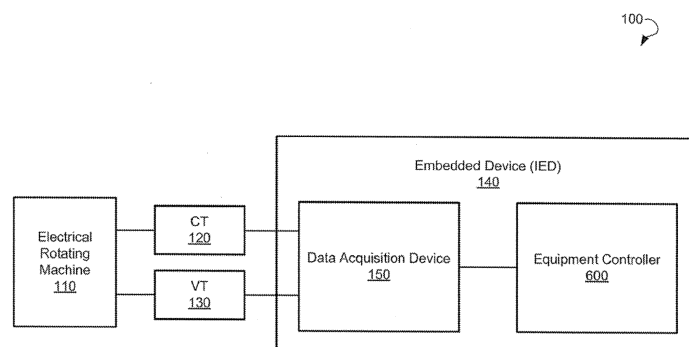 100
Embedded Device (IED)
140
Electrical
Rotating
Machine
110
CT
120
VT
130
Data Acquisition Device
150
Equipment Controller
600